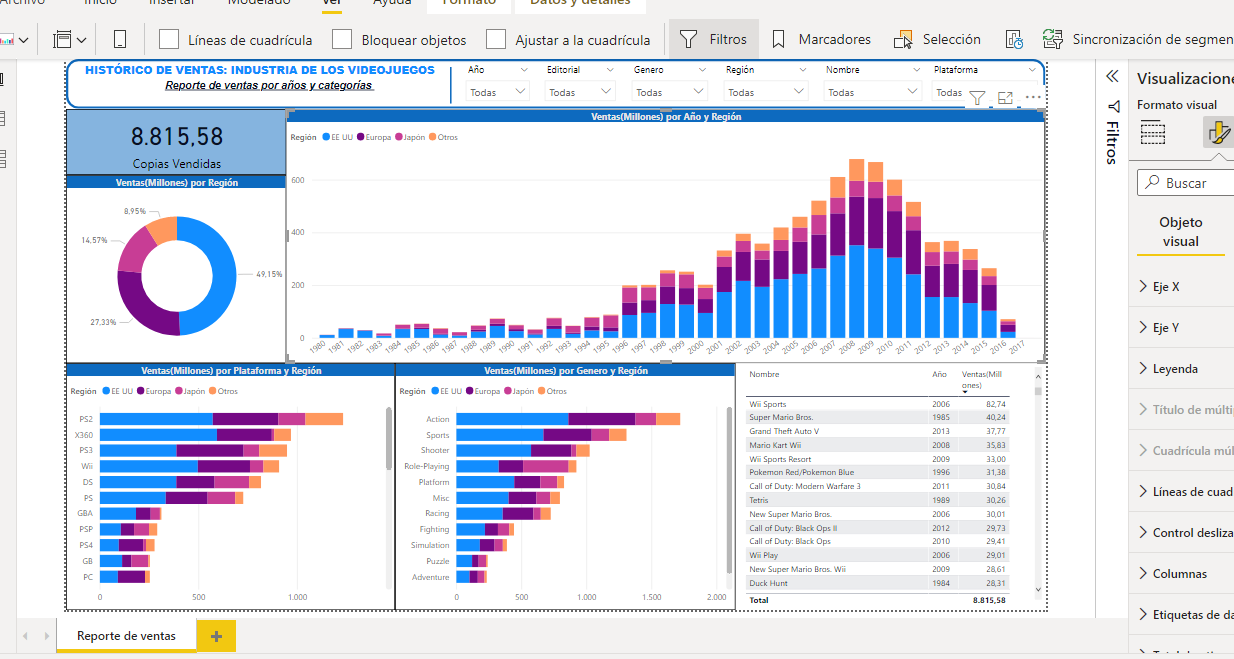 Archivo Inicio Insertar Modelado Ver Ayuda Formato Datos y detalles
Líneas de cuadrícula Bloquear objetos Ajustar a la cuadrícula Filtros Marcadores Selección Sincronización de segmen
HISTÓRICO DE VENTAS: INDUSTRIA DE LOS VIDEOJUEGOS
Reporte de ventas por años y categorías
Año Editorial Genero Región Nombre Plataforma
Todas Todas Todas Todas Todas Todas
8.815,58
Copias Vendidas
Ventas(Millones) por Región
8,95%
14,57%
49,15%
27,33%
Ventas(Millones) por Año y Región
Región EE UU Europa Japón Otros
600
400
200
0
1980 1981 1982 1983 1984 1985 1986 1987 1988 1989 1990 1991 1992 1993 1994 1995 1996 1997 1998 1999 2000 2001 2002 2003 2004 2005 2006 2007 2008 2009 2010 2011 2012 2013 2014 2015 2016 2017
Ventas(Millones) por Plataforma y Región
Región EE UU Europa Japón Otros
PS2
X360
PS3
Wii
DS
PS
GBA
PSP
PS4
GB
PC
0 500 1.000
Ventas(Millones) por Genero y Región
Región EE UU Europa Japón Otros
Action
Sports
Shooter
Role-Playing
Platform
Misc
Racing
Fighting
Simulation
Puzzle
Adventure
0 500 1.000 1.500 2.000
Nombre Año Ventas(Mill
ones)
Wii Sports 2006 82,74
Super Mario Bros. 1985 40,24
Grand Theft Auto V 2013 37,77
Mario Kart Wii 2008 35,83
Wii Sports Resort 2009 33,00
Pokemon Red/Pokemon Blue 1996 31,38
Call of Duty: Modern Warfare 3 2011 30,84
Tetris 1989 30,26
New Super Mario Bros. 2006 30,01
Call of Duty: Black Ops II 2012 29,73
Call of Duty: Black Ops 2010 29,41
Wii Play 2006 29,01
New Super Mario Bros. Wii 2009 28,61
Duck Hunt 1984 28,31
Total 8.815,58
Filtros
Visualizacione
Formato visual
Buscar
Objeto
visual
Eje X
Eje Y
Leyenda
Título de múlti
Cuadrícula múl
Líneas de cuad
Control desliza
Columnas
Etiquetas de da
Reporte de ventas